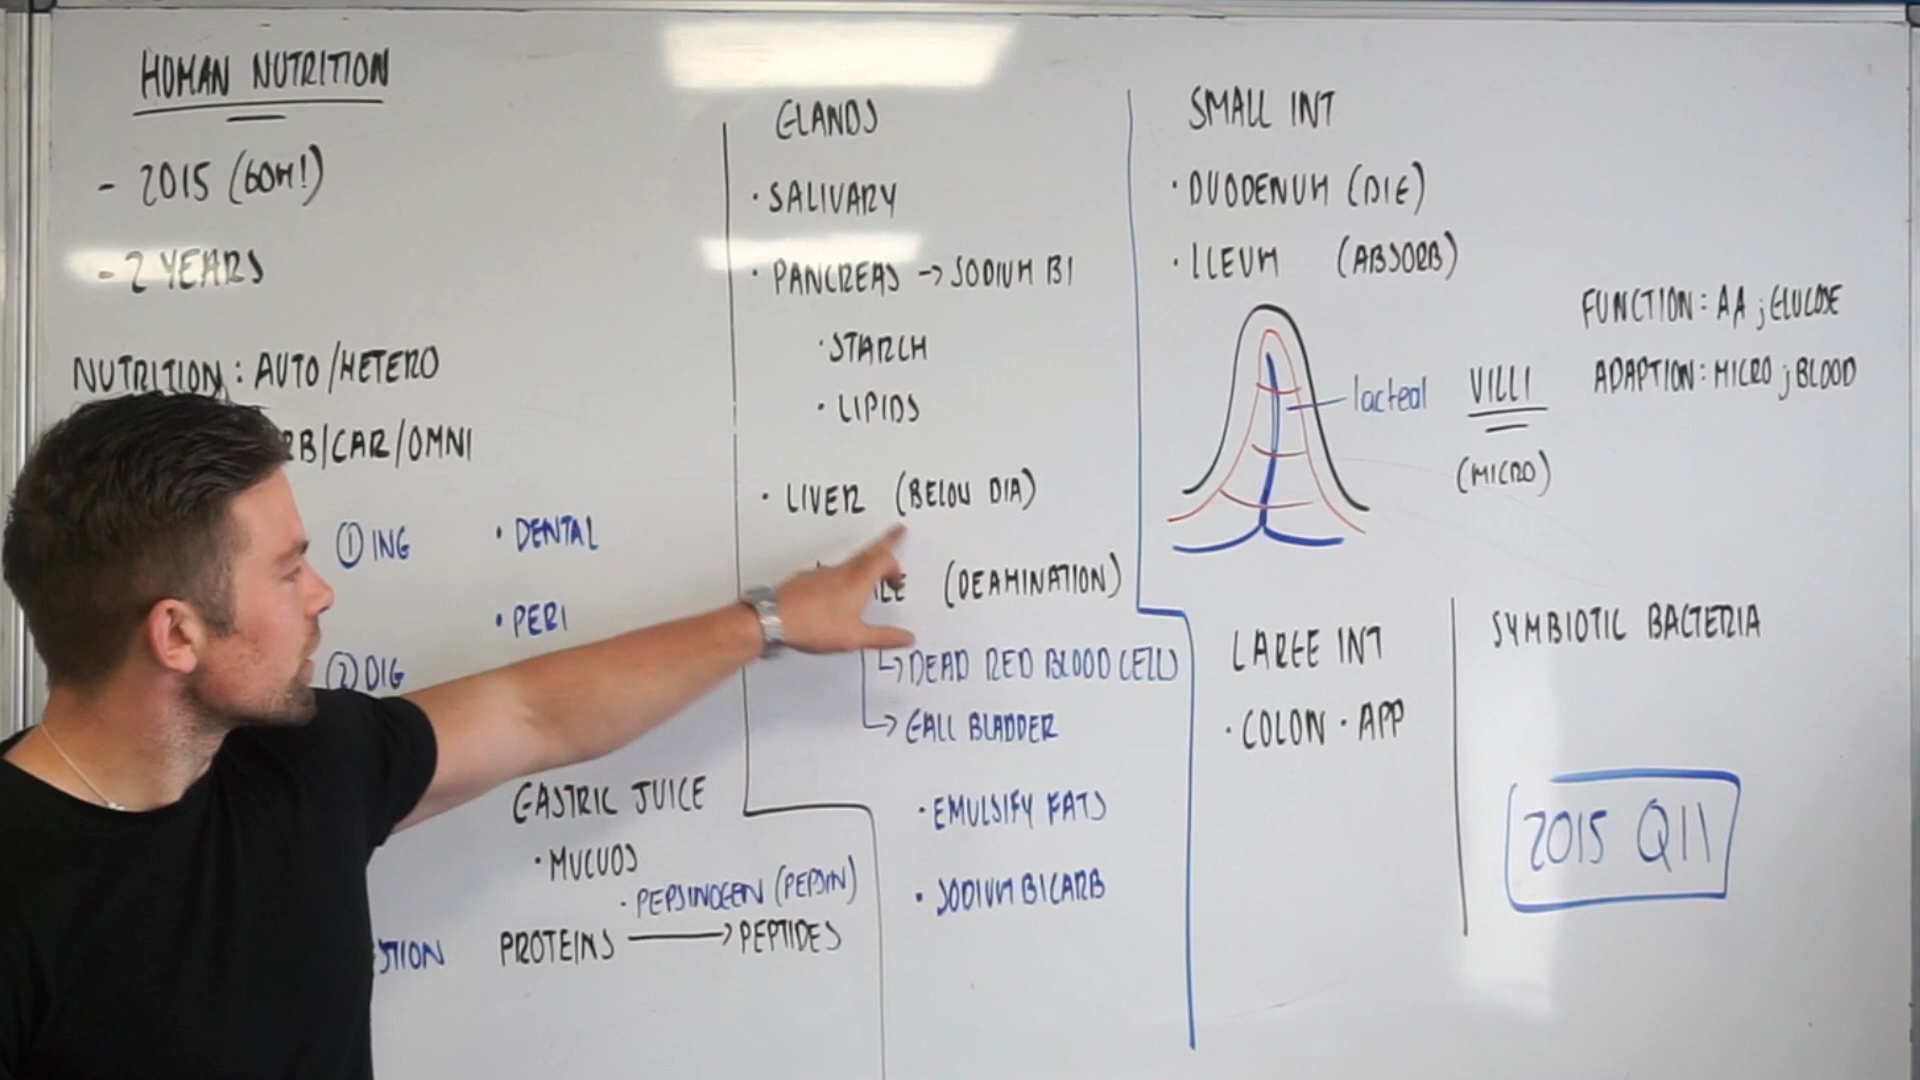 HUMAN NUTRITION
- 2015 (60M!)
- 2 YEARS
NUTRITION: AUTO/HETERO
RB/CAR/OMNI
① ING
• DENTAL
• PERI
② DIG
GASTRIC JUICE
• MUCUOS
• PEPSINOGEN (PEPSIN)
STION
PROTEINS → PEPTIDES
GLANDS
• SALIVARY
• PANCREAS → SODIUM BI
• STARCH
• LIPIDS
• LIVER (BELOW DIA)
(DEAMINATION)
↳ DEAD RED BLOOD CELLS
↳ GALL BLADDER
• EMULSIFY FATS
• SODIUM BICARB
SMALL INT
• DUODENUM (DIG)
• ILEUM (ABSORB)
lacteal
VILLI
(MICRO)
FUNCTION: AA; GLUCOSE
ADAPTION: MICRO; BLOOD
LARGE INT
• COLON • APP
SYMBIOTIC BACTERIA
2015 Q11